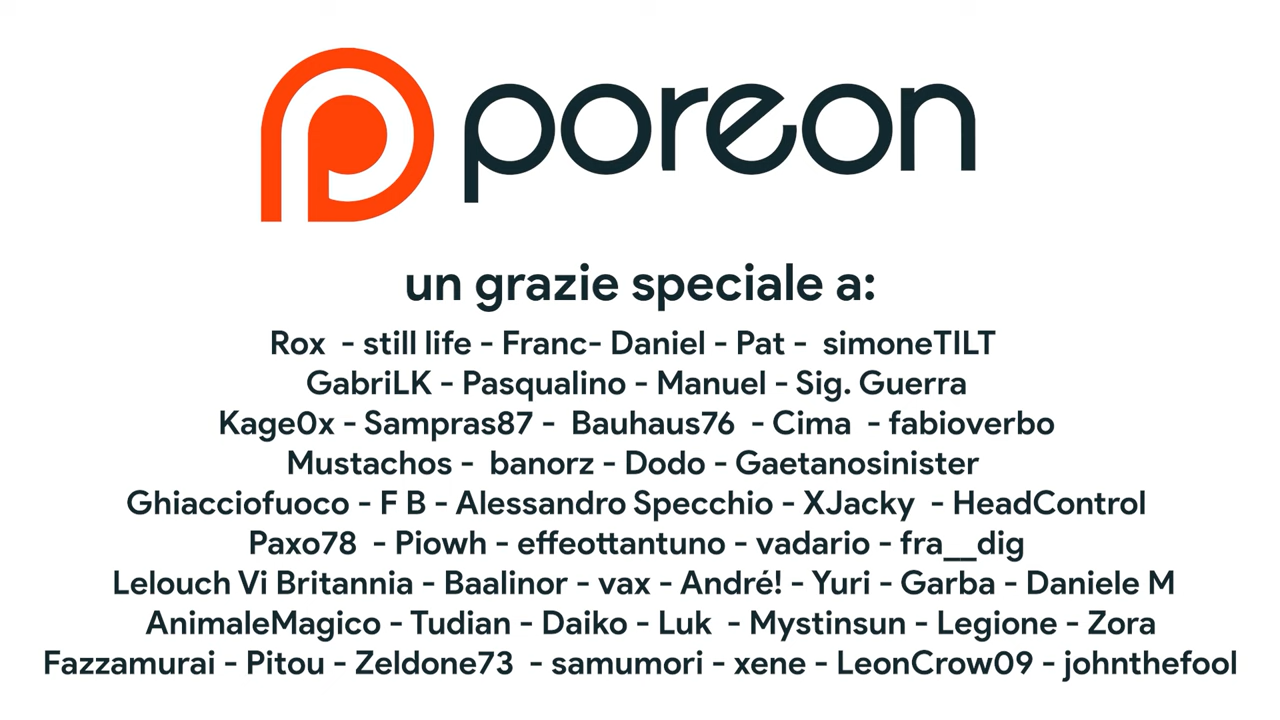 poreon
un grazie speciale a:
Rox - still life - Franc- Daniel - Pat - simoneTILT
GabriLK - Pasqualino - Manuel - Sig. Guerra
Kage0x - Sampras87 - Bauhaus76 - Cima - fabioverbo
Mustachos - banorz - Dodo - Gaetanosinister
Ghiacciofuoco - F B - Alessandro Specchio - XJacky - HeadControl
Paxo78 - Piowh - effeottantuno - vadario - fra__dig
Lelouch Vi Britannia - Baalinor - vax - André! - Yuri - Garba - Daniele M
AnimaleMagico - Tudian - Daiko - Luk - Mystinsun - Legione - Zora
Fazzamurai - Pitou - Zeldone73 - samumori - xene - LeonCrow09 - johnthefool